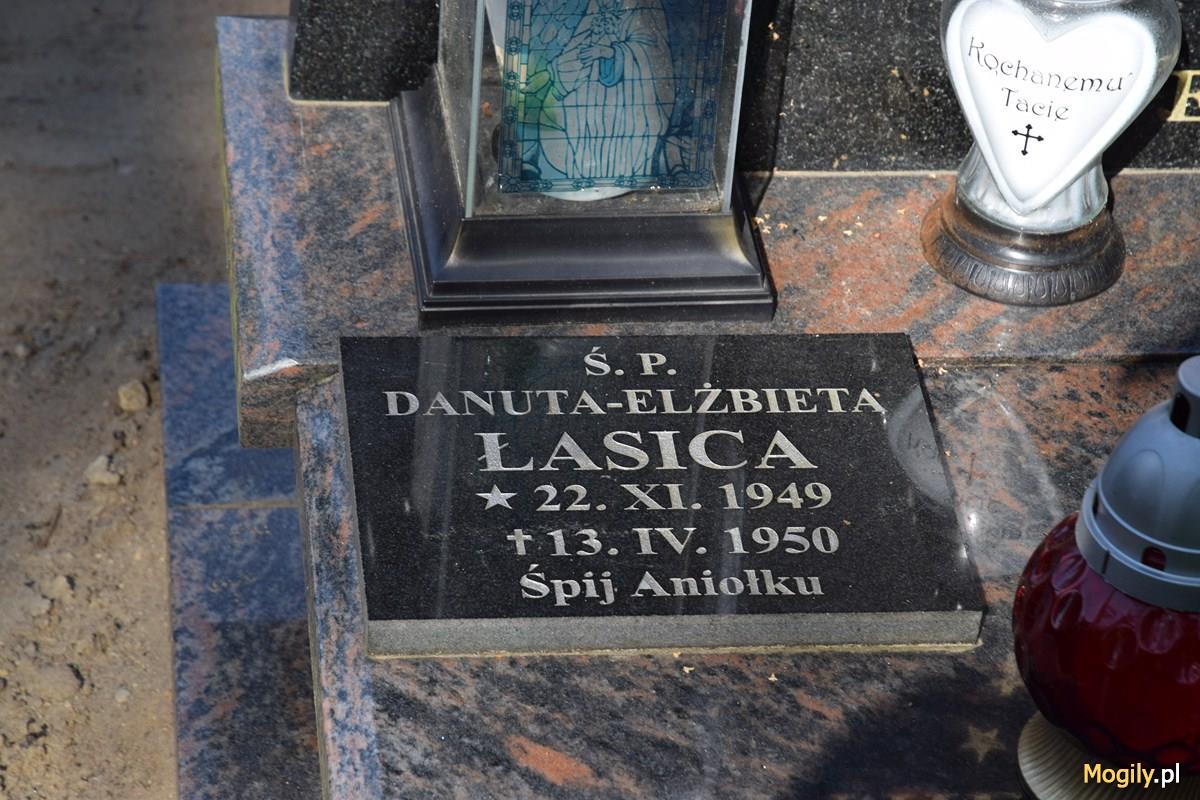 Kochanemu
Tacie
Ś. P.
DANUTA-ELŻBIETA
ŁASICA
★ 22. XI. 1949
✝ 13. IV. 1950
Śpij Aniołku
Mogily.pl